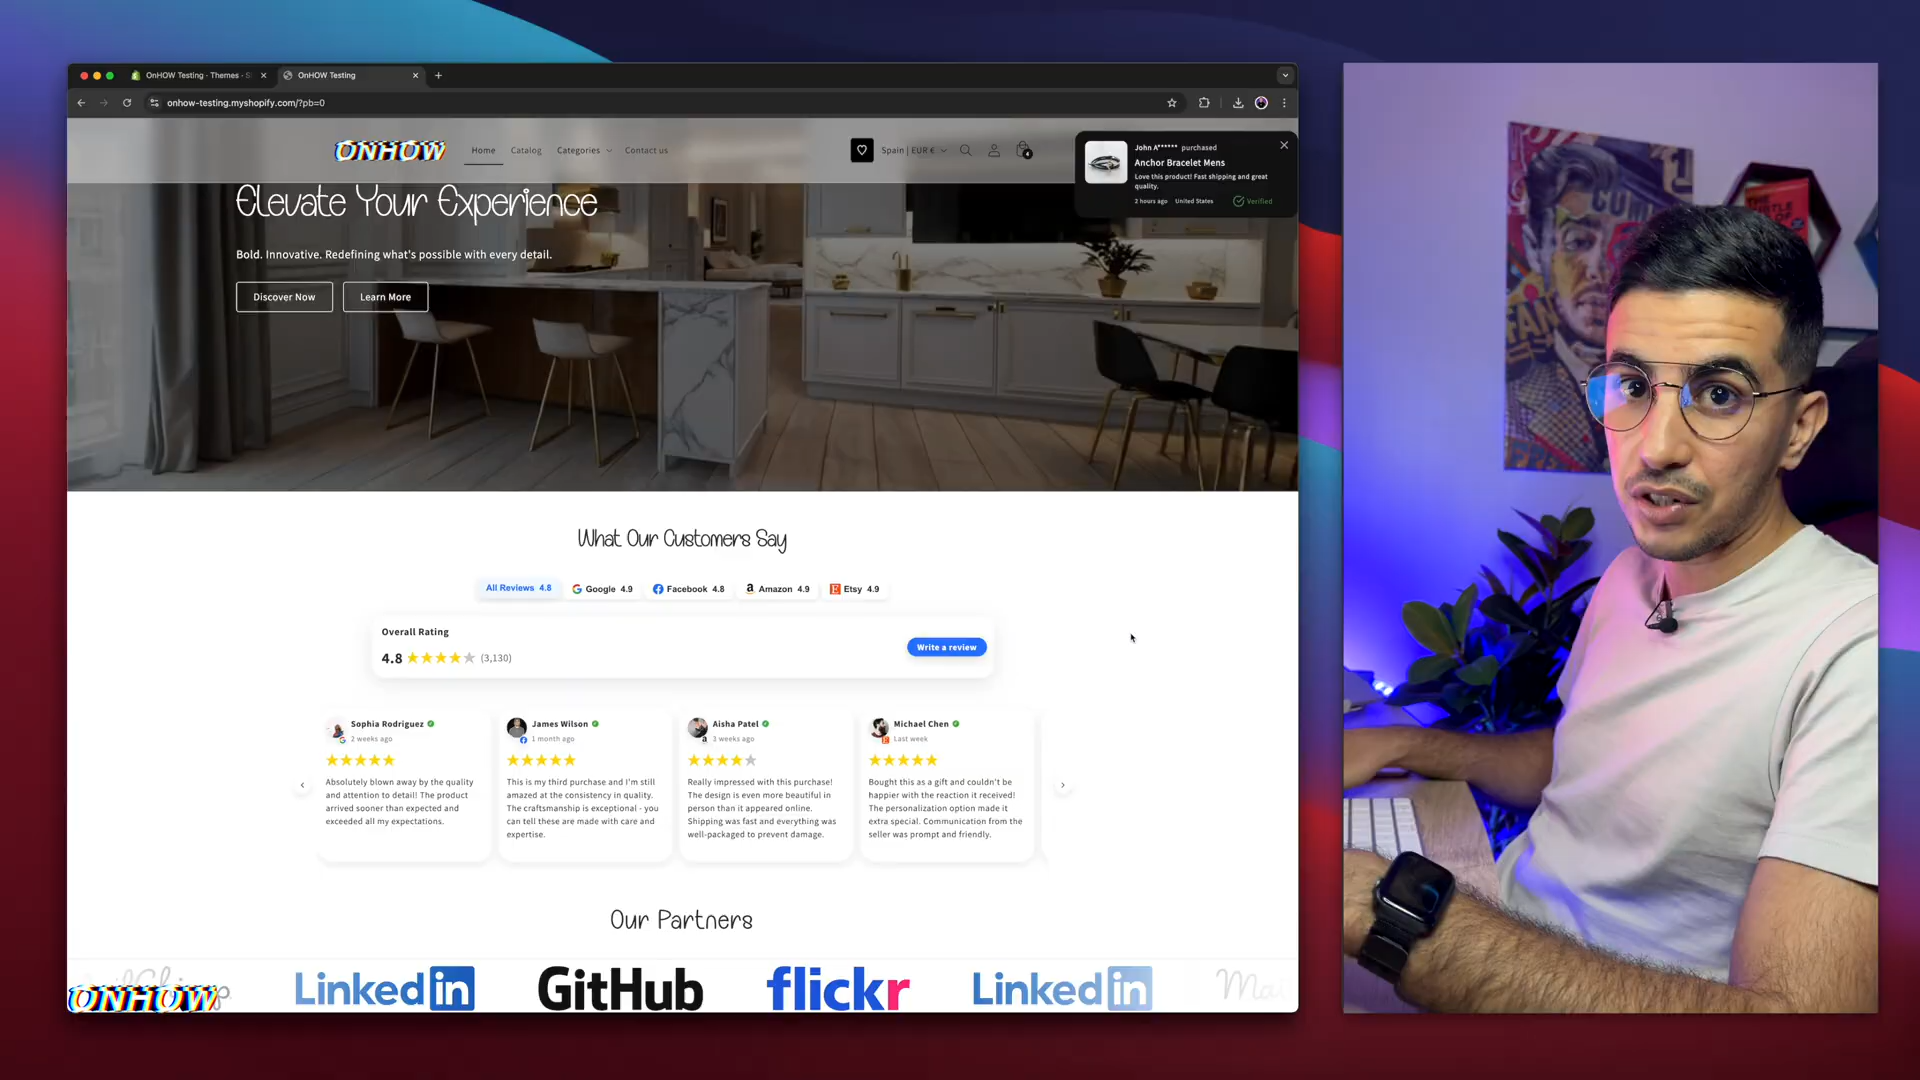 OnHOW Testing · Themes · S
OnHOW Testing
onhow-testing.myshopify.com/?pb=0
ONHOW
Home
Catalog
Categories
Contact us
Spain | EUR €
4
John A****** purchased
Anchor Bracelet Mens
Love this product! Fast shipping and great
quality.
2 hours ago
United States
Verified
Elevate Your Experience
Bold. Innovative. Redefining what's possible with every detail.
Discover Now
Learn More
What Our Customers Say
All Reviews 4.8
Google 4.9
Facebook 4.8
Amazon 4.9
Etsy 4.9
Overall Rating
4.8
(3,130)
Write a review
Sophia Rodriguez
2 weeks ago
Absolutely blown away by the quality
and attention to detail! The product
arrived sooner than expected and
exceeded all my expectations.
James Wilson
1 month ago
This is my third purchase and I'm still
amazed at the consistency in quality.
The craftsmanship is exceptional - you
can tell these are made with care and
expertise.
Aisha Patel
3 weeks ago
Really impressed with this purchase!
The design is even more beautiful in
person than it appeared online.
Shipping was fast and everything was
well-packaged to prevent damage.
Michael Chen
Last week
Bought this as a gift and couldn't be
happier with the reaction it received!
The personalization option made it
extra special. Communication from the
seller was prompt and friendly.
Our Partners
ONHOW
LinkedIn
GitHub
flickr
LinkedIn